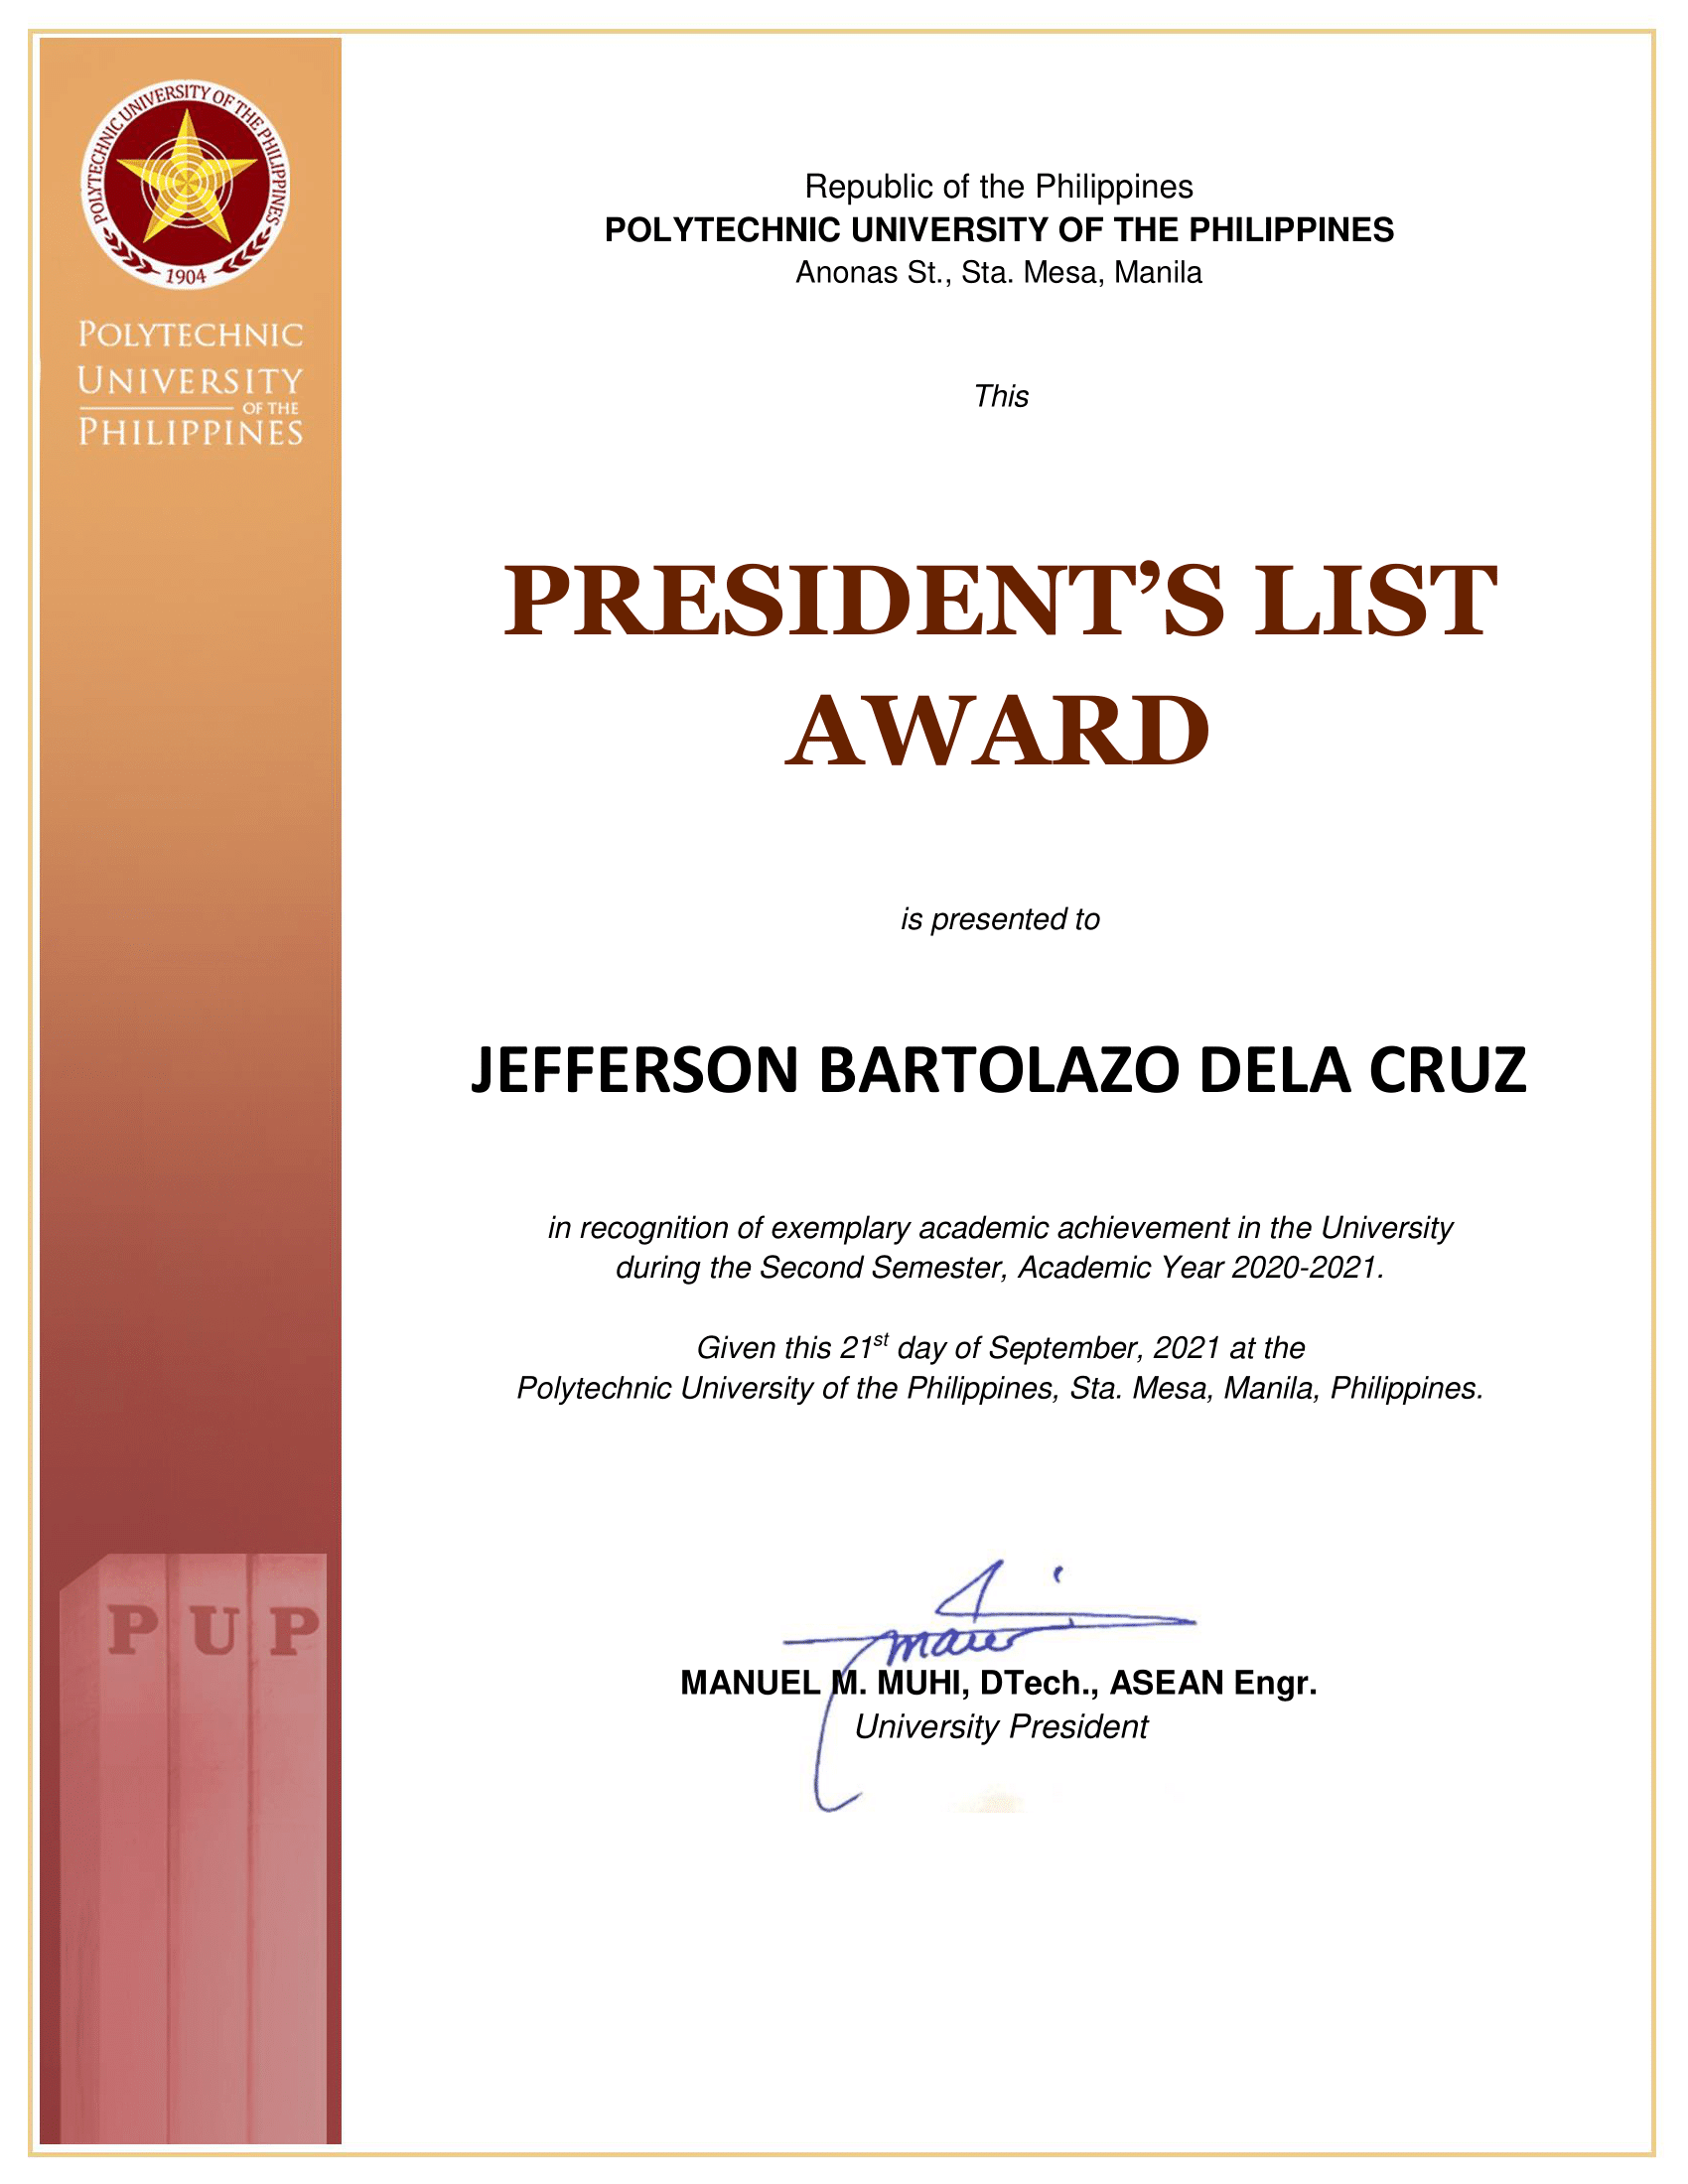 POLYTECHNIC UNIVERSITY OF THE PHILIPPINES
1904
POLYTECHNIC
UNIVERSITY
OF THE
PHILIPPINES
Republic of the Philippines
POLYTECHNIC UNIVERSITY OF THE PHILIPPINES
Anonas St., Sta. Mesa, Manila
This
PRESIDENT’S LIST
AWARD
is presented to
JEFFERSON BARTOLAZO DELA CRUZ
in recognition of exemplary academic achievement in the University
during the Second Semester, Academic Year 2020-2021.
Given this 21st day of September, 2021 at the
Polytechnic University of the Philippines, Sta. Mesa, Manila, Philippines.
MANUEL M. MUHI, DTech., ASEAN Engr.
University President
P U P